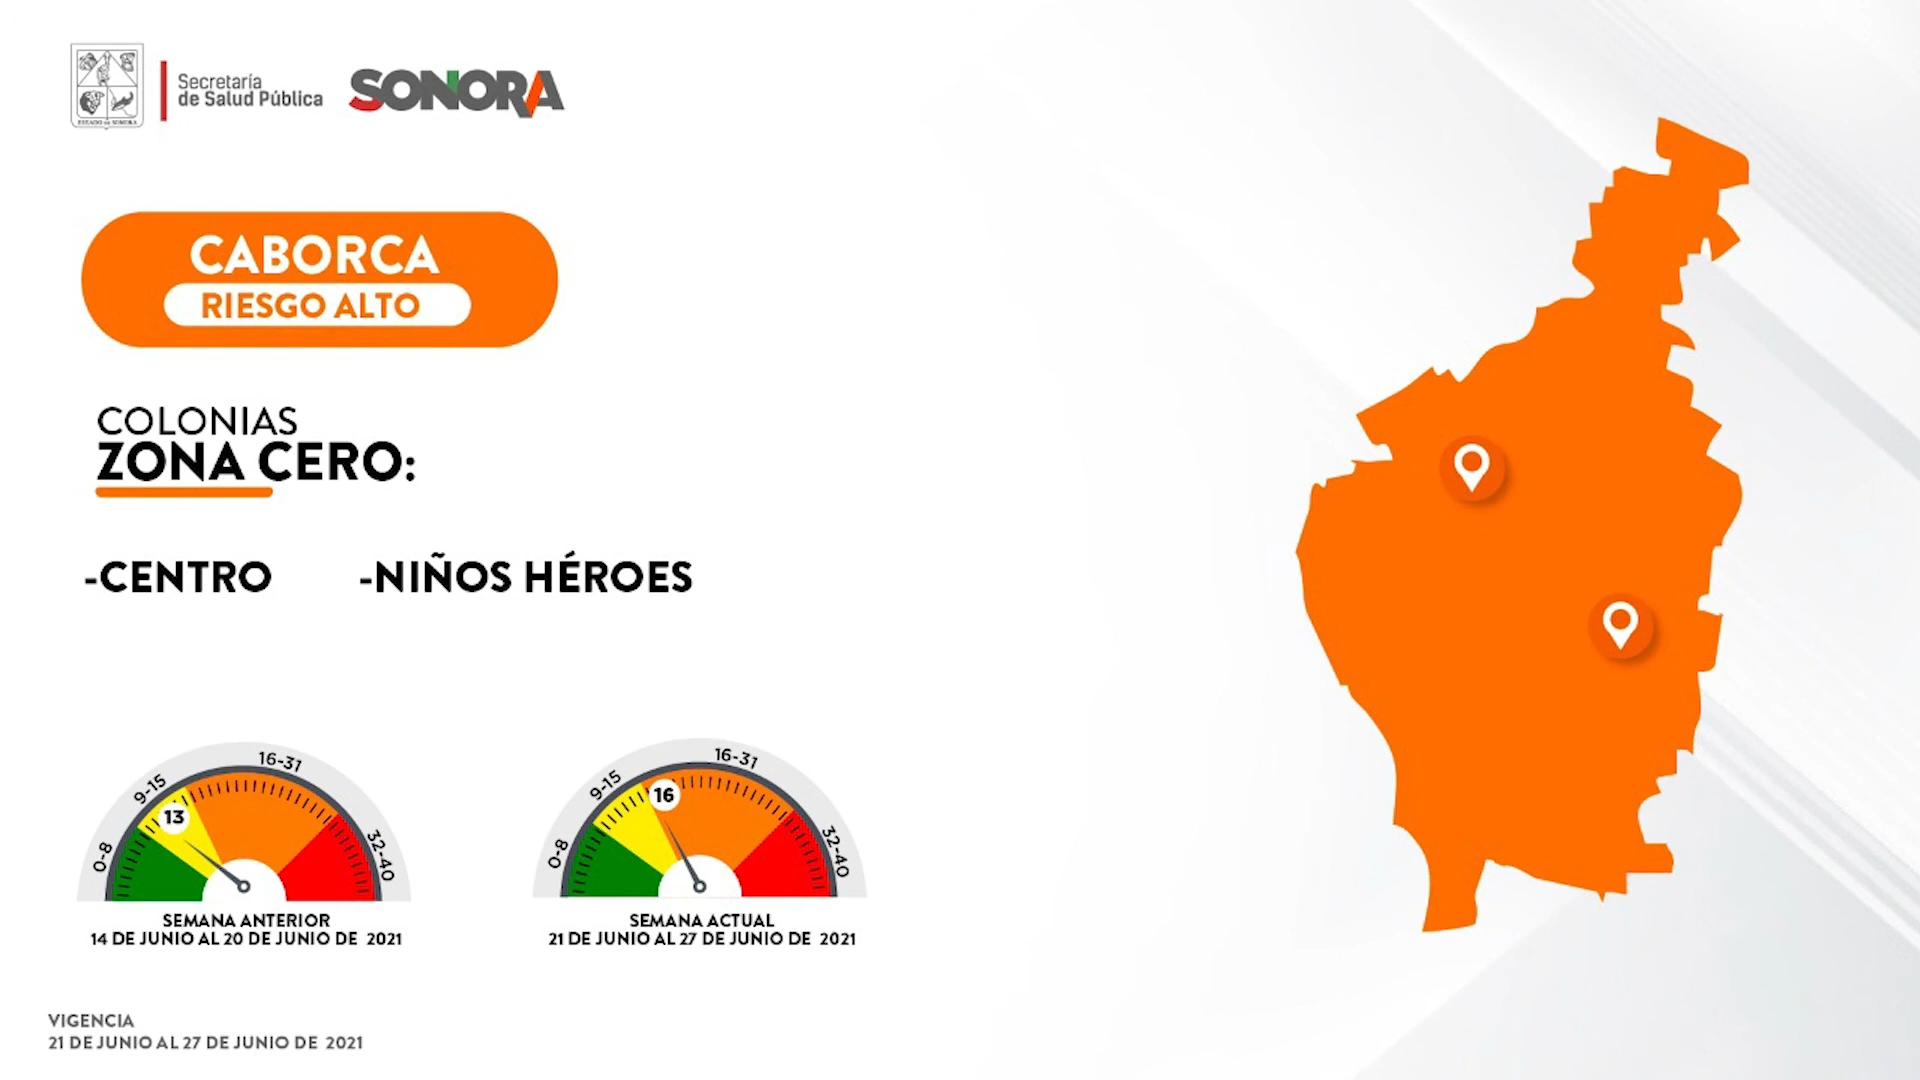 ESTADO DE SONORA
Secretaría
de Salud Pública
SONORA
CABORCA
RIESGO ALTO
COLONIAS
ZONA CERO:
-CENTRO
-NIÑOS HÉROES
0-8
9-15
16-31
32-40
13
SEMANA ANTERIOR
14 DE JUNIO AL 20 DE JUNIO DE 2021
0-8
9-15
16-31
32-40
16
SEMANA ACTUAL
21 DE JUNIO AL 27 DE JUNIO DE 2021
VIGENCIA
21 DE JUNIO AL 27 DE JUNIO DE 2021